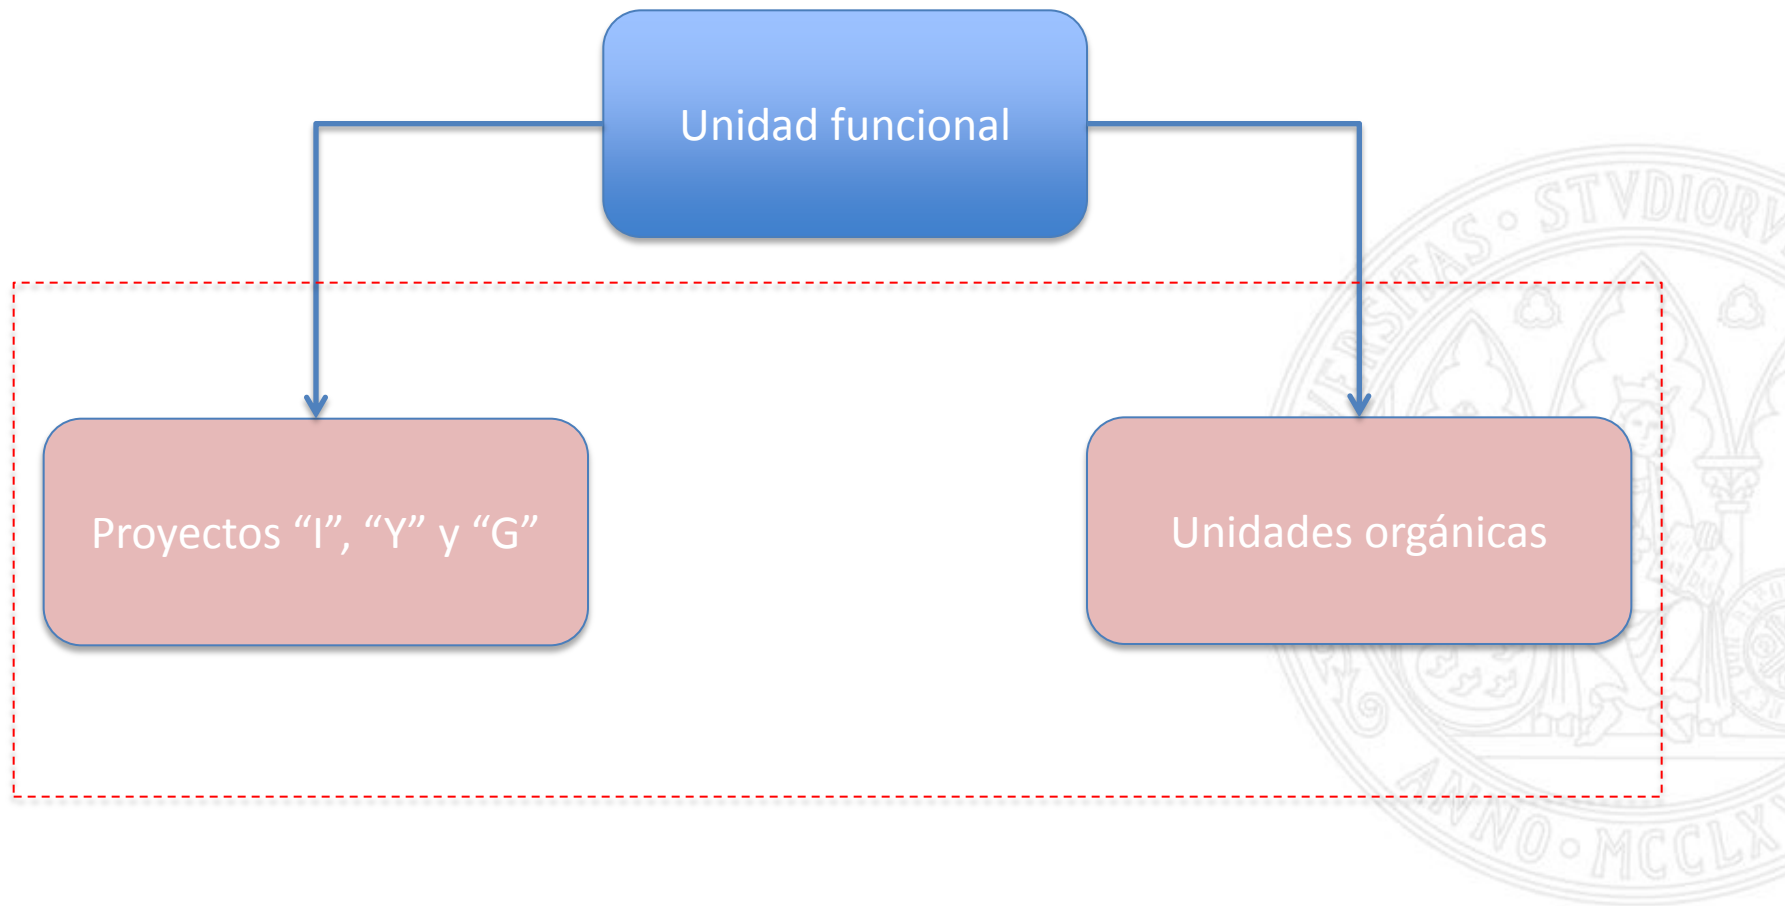 Unidad funcional
Proyectos “I”, “Y” y “G”
Unidades orgánicas
STVDIORV
ANNO · MCCLX